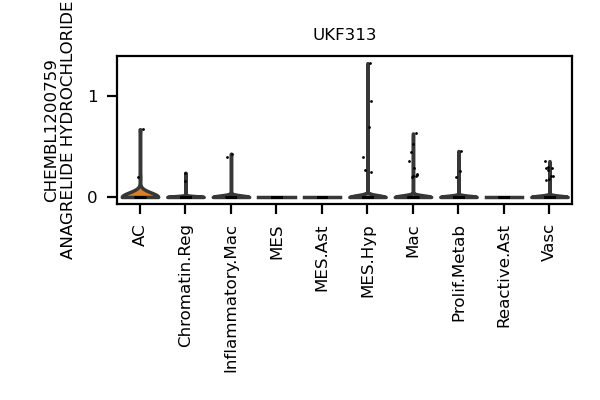 UKF313
CHEMBL1200759
ANAGRELIDE HYDROCHLORIDE
1
0
AC
Chromatin.Reg
Inflammatory.Mac
MES
MES.Ast
MES.Hyp
Mac
Prolif.Metab
Reactive.Ast
Vasc